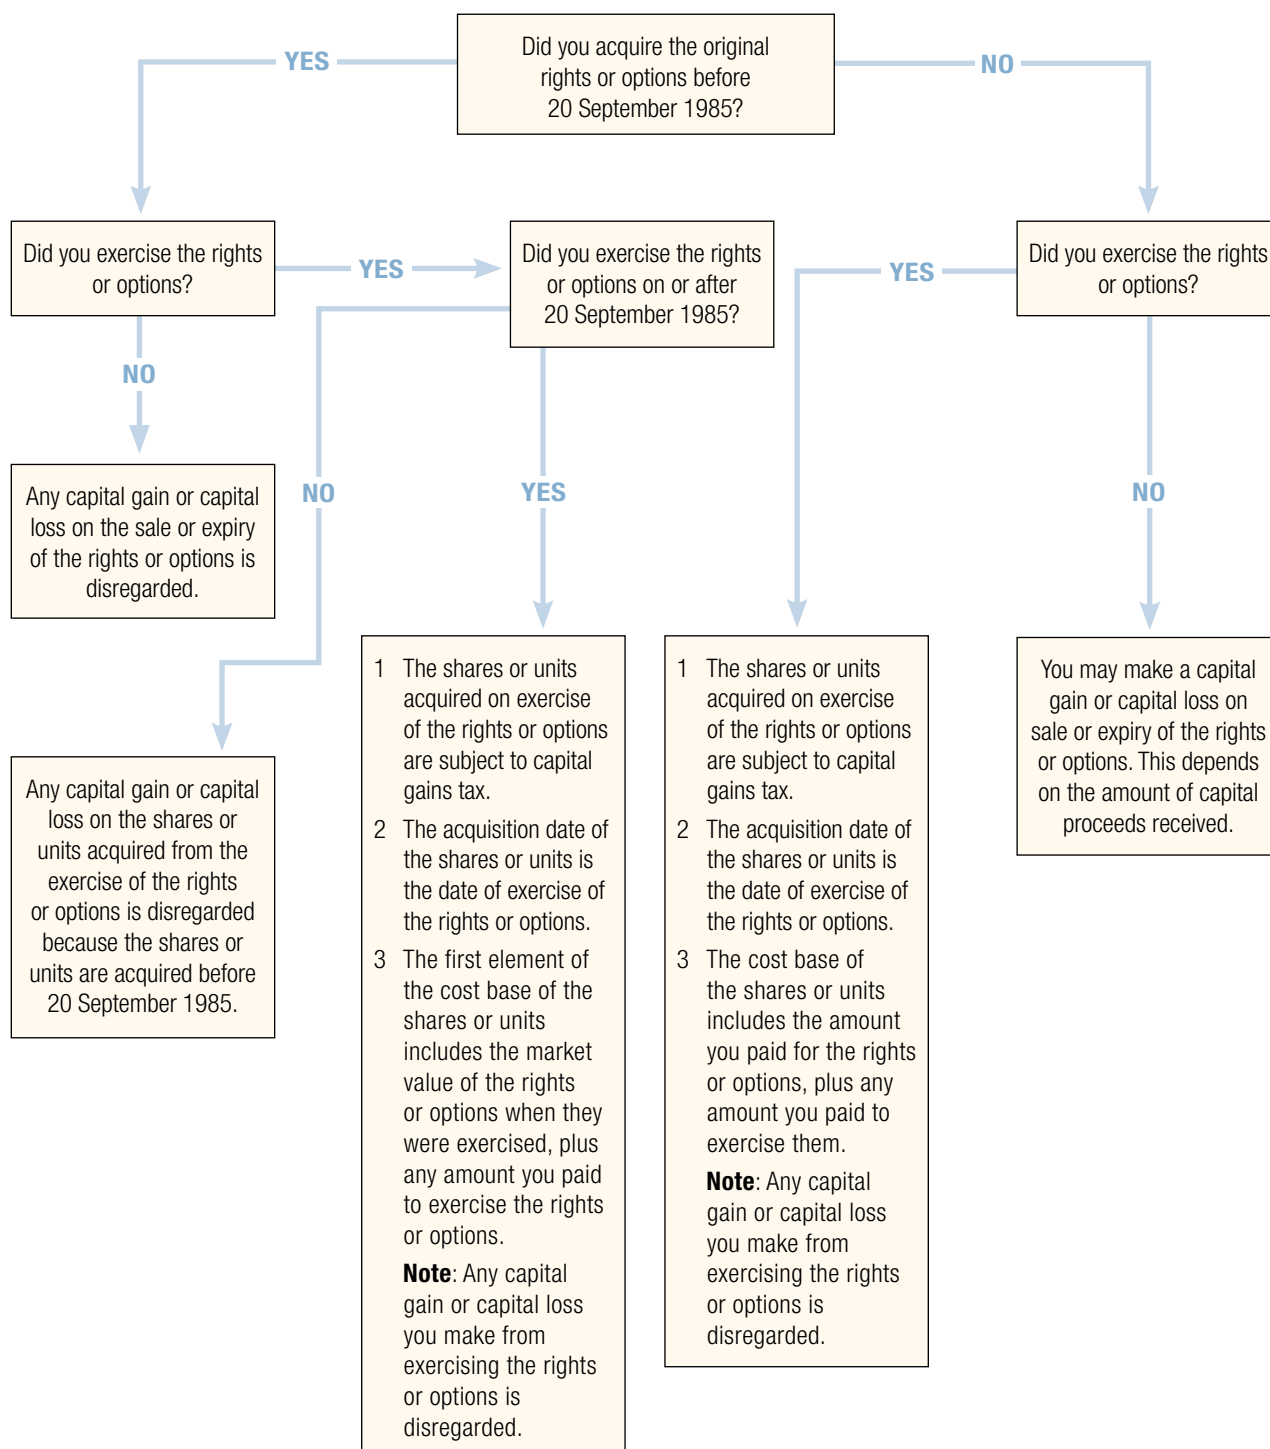 Did you acquire the original
rights or options before
20 September 1985?
YES
NO
Did you exercise the rights
or options?
YES
Did you exercise the rights
or options on or after
20 September 1985?
YES
Did you exercise the rights
or options?
NO
NO
YES
NO
Any capital gain or capital
loss on the sale or expiry
of the rights or options is
disregarded.
Any capital gain or capital
loss on the shares or
units acquired from the
exercise of the rights
or options is disregarded
because the shares or
units are acquired before
20 September 1985.
1 The shares or units
acquired on exercise
of the rights or options
are subject to capital
gains tax.
2 The acquisition date of
the shares or units is
the date of exercise of
the rights or options.
3 The first element of
the cost base of the
shares or units
includes the market
value of the rights
or options when they
were exercised, plus
any amount you paid
to exercise the rights
or options.
Note: Any capital
gain or capital loss
you make from
exercising the rights
or options is
disregarded.
1 The shares or units
acquired on exercise
of the rights or options
are subject to capital
gains tax.
2 The acquisition date of
the shares or units is
the date of exercise of
the rights or options.
3 The cost base of
the shares or units
includes the amount
you paid for the rights
or options, plus any
amount you paid to
exercise them.
Note: Any capital
gain or capital loss
you make from
exercising the rights
or options is
disregarded.
You may make a capital
gain or capital loss on
sale or expiry of the rights
or options. This depends
on the amount of capital
proceeds received.